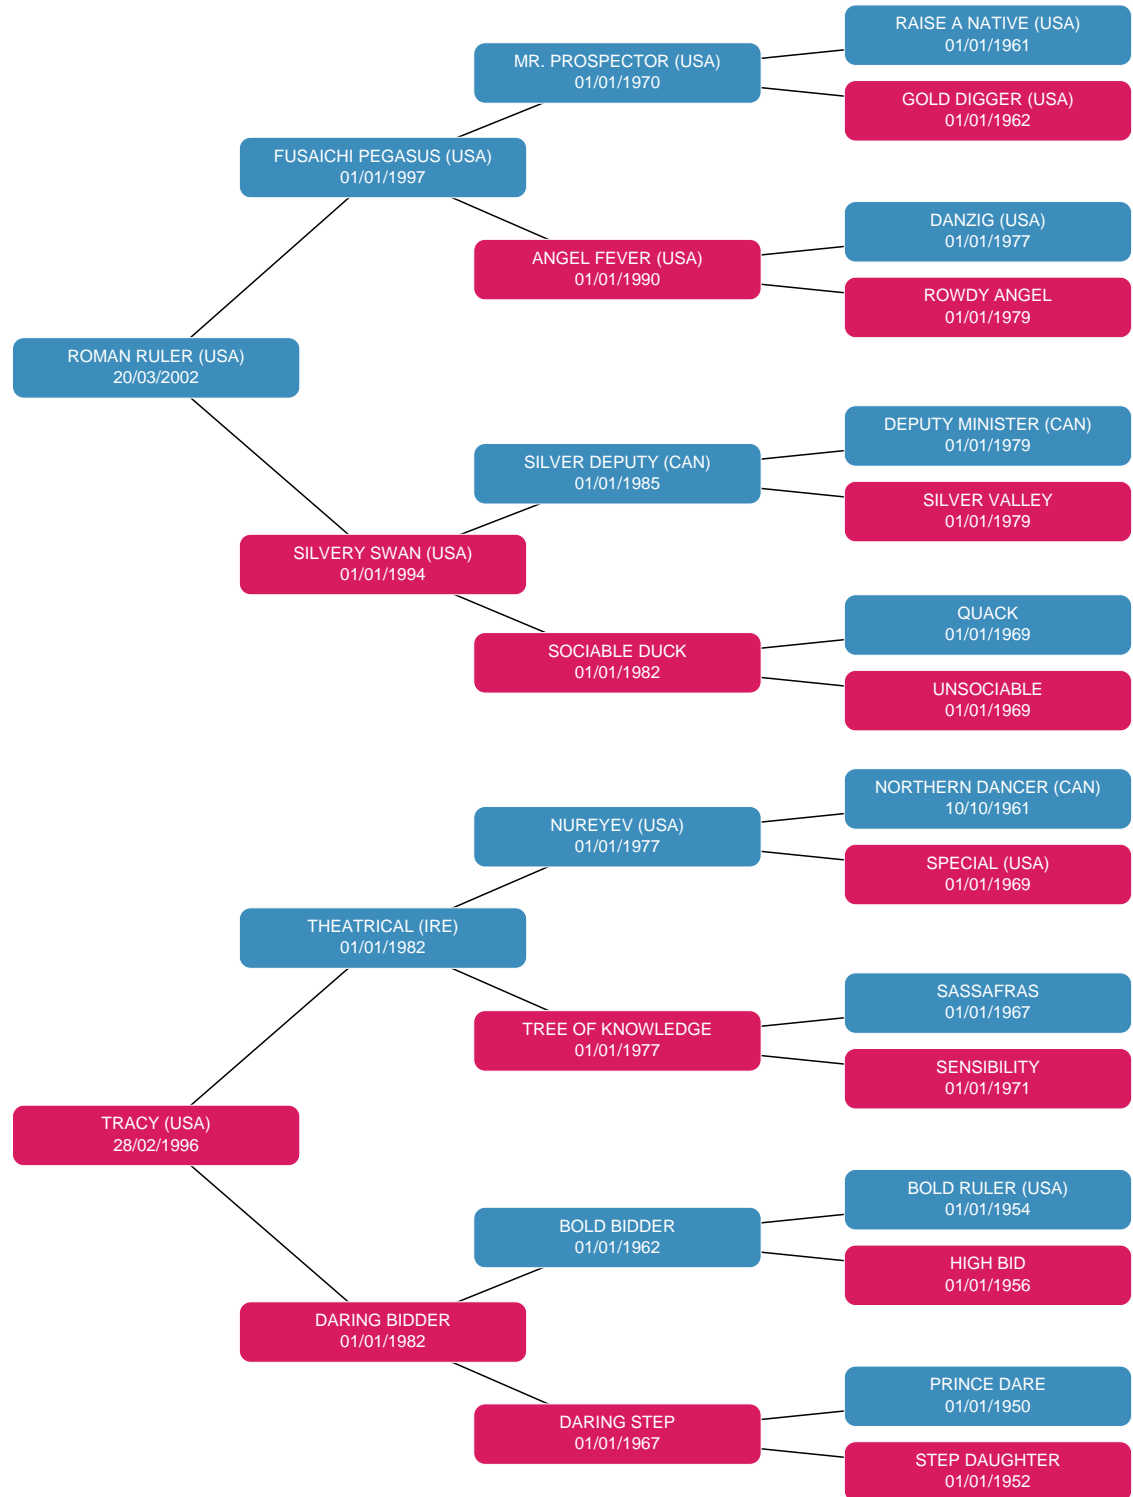 RAISE A NATIVE (USA)
01/01/1961
MR. PROSPECTOR (USA)
01/01/1970
GOLD DIGGER (USA)
01/01/1962
FUSAICHI PEGASUS (USA)
01/01/1997
DANZIG (USA)
01/01/1977
ANGEL FEVER (USA)
01/01/1990
ROWDY ANGEL
01/01/1979
ROMAN RULER (USA)
20/03/2002
DEPUTY MINISTER (CAN)
01/01/1979
SILVER DEPUTY (CAN)
01/01/1985
SILVER VALLEY
01/01/1979
SILVERY SWAN (USA)
01/01/1994
QUACK
01/01/1969
SOCIABLE DUCK
01/01/1982
UNSOCIABLE
01/01/1969
NORTHERN DANCER (CAN)
10/10/1961
NUREYEV (USA)
01/01/1977
SPECIAL (USA)
01/01/1969
THEATRICAL (IRE)
01/01/1982
SASSAFRAS
01/01/1967
TREE OF KNOWLEDGE
01/01/1977
SENSIBILITY
01/01/1971
TRACY (USA)
28/02/1996
BOLD RULER (USA)
01/01/1954
BOLD BIDDER
01/01/1962
HIGH BID
01/01/1956
DARING BIDDER
01/01/1982
PRINCE DARE
01/01/1950
DARING STEP
01/01/1967
STEP DAUGHTER
01/01/1952